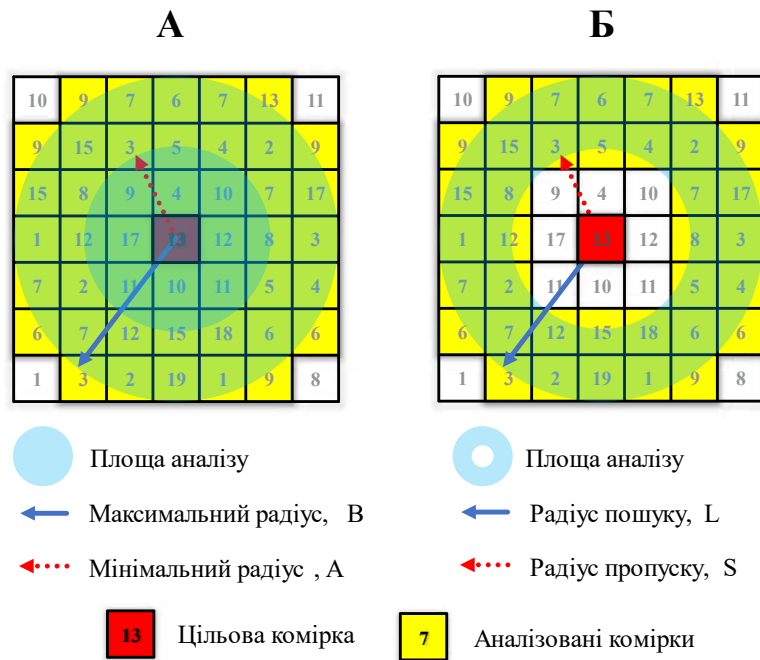 А Б
10 9 7 6 7 13 11 10 9 7 6 7 13 11
9 15 3 5 4 2 9 9 15 3 5 4 2 9
15 8 9 4 10 7 17 15 8 9 4 10 7 17
1 12 17 13 12 8 3 1 12 17 13 12 8 3
7 2 11 10 11 5 4 7 2 11 10 11 5 4
6 7 12 15 18 6 6 6 7 12 15 18 6 6
1 3 2 19 1 9 8 1 3 2 19 1 9 8
Площа аналізу Площа аналізу
Максимальний радіус, В Радіус пошуку, L
Мінімальний радіус , А Радіус пропуску, S
13 Цільова комірка 7 Аналізовані комірки